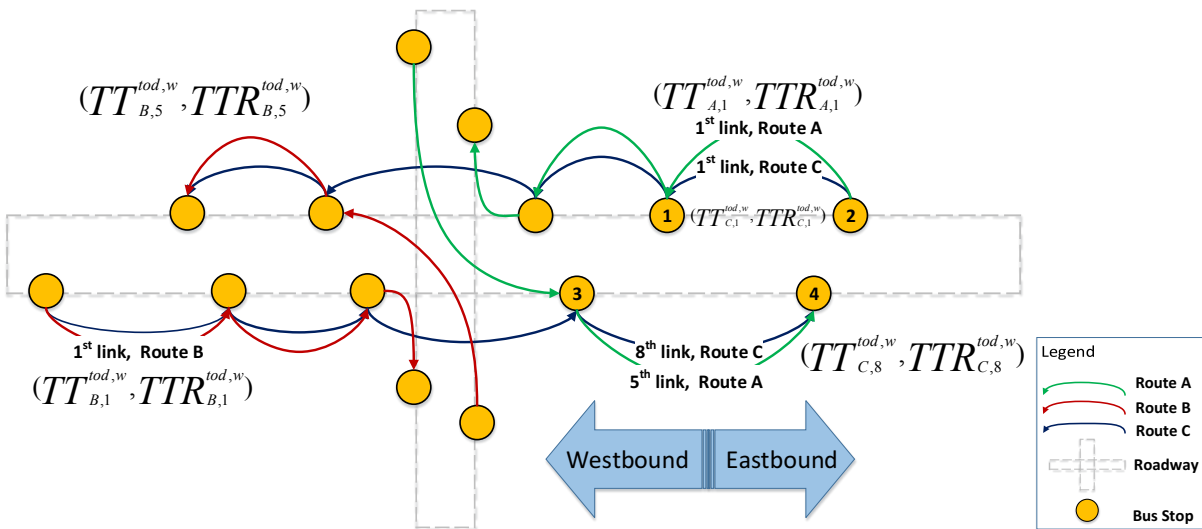 (TT^{tod,w}_{B,5}, TTR^{tod,w}_{B,5})
(TT^{tod,w}_{A,1}, TTR^{tod,w}_{A,1})
1st link, Route A
1st link, Route C
1
(TT^{tod,w}_{C,1}, TTR^{tod,w}_{C,1})
2
3
4
1st link, Route B
(TT^{tod,w}_{B,1}, TTR^{tod,w}_{B,1})
8th link, Route C
5th link, Route A
(TT^{tod,w}_{C,8}, TTR^{tod,w}_{C,8})
Westbound
Eastbound
Legend
Route A
Route B
Route C
Roadway
Bus Stop